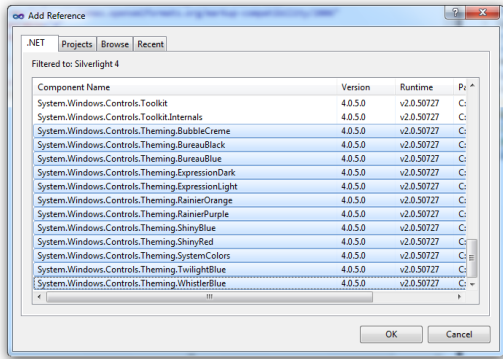 Add Reference
.NET Projects Browse Recent
Filtered to: Silverlight 4
Component Name Version Runtime Pa
System.Windows.Controls.Toolkit 4.0.5.0 v2.0.50727 C:
System.Windows.Controls.Toolkit.Internals 4.0.5.0 v2.0.50727 C:
System.Windows.Controls.Theming.BubbleCreme 4.0.5.0 v2.0.50727 C:
System.Windows.Controls.Theming.BureauBlack 4.0.5.0 v2.0.50727 C:
System.Windows.Controls.Theming.BureauBlue 4.0.5.0 v2.0.50727 C:
System.Windows.Controls.Theming.ExpressionDark 4.0.5.0 v2.0.50727 C:
System.Windows.Controls.Theming.ExpressionLight 4.0.5.0 v2.0.50727 C:
System.Windows.Controls.Theming.RainierOrange 4.0.5.0 v2.0.50727 C:
System.Windows.Controls.Theming.RainierPurple 4.0.5.0 v2.0.50727 C:
System.Windows.Controls.Theming.ShinyBlue 4.0.5.0 v2.0.50727 C:
System.Windows.Controls.Theming.ShinyRed 4.0.5.0 v2.0.50727 C:
System.Windows.Controls.Theming.SystemColors 4.0.5.0 v2.0.50727 C:
System.Windows.Controls.Theming.TwilightBlue 4.0.5.0 v2.0.50727 C:
System.Windows.Controls.Theming.WhistlerBlue 4.0.5.0 v2.0.50727 C:
OK Cancel